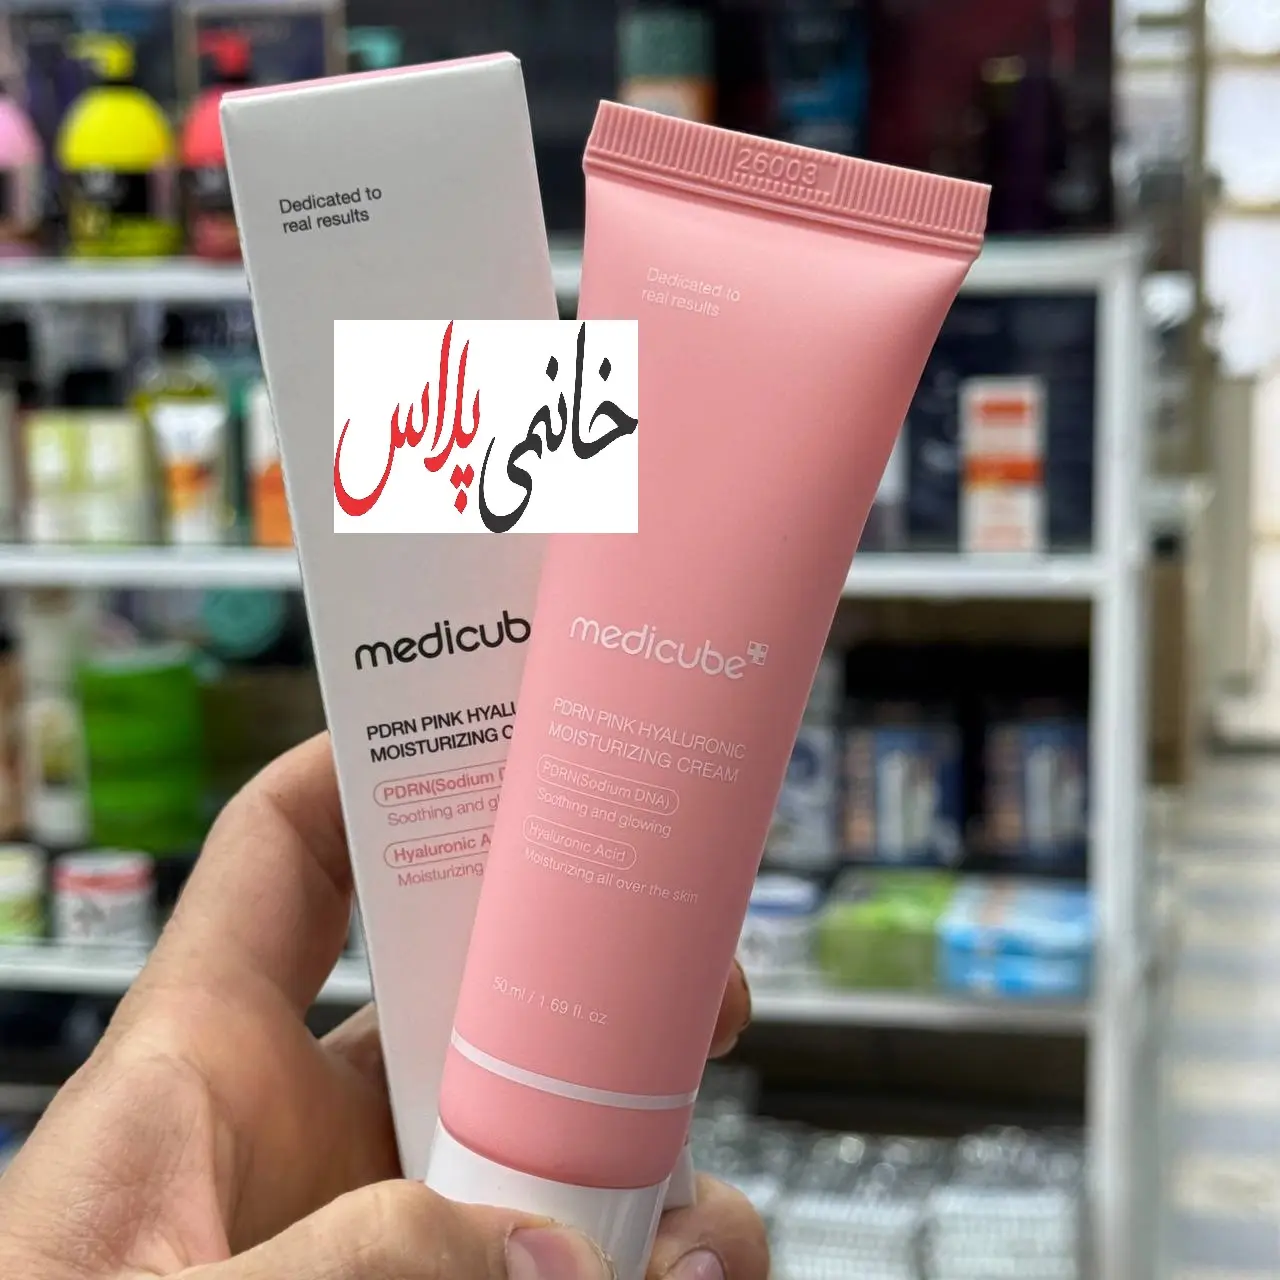 Dedicated to
real results
خانمی پلاس
medicub
PDRN PINK HYALU
MOISTURIZING C
PDRN(Sodium D
Soothing and gl
Hyaluronic A
Moisturizing
26003
Dedicated to
real results
medicube
PDRN PINK HYALURONIC
MOISTURIZING CREAM
PDRN(Sodium DNA)
Soothing and glowing
Hyaluronic Acid
Moisturizing all over the skin
50 ml / 1.69 fl. oz